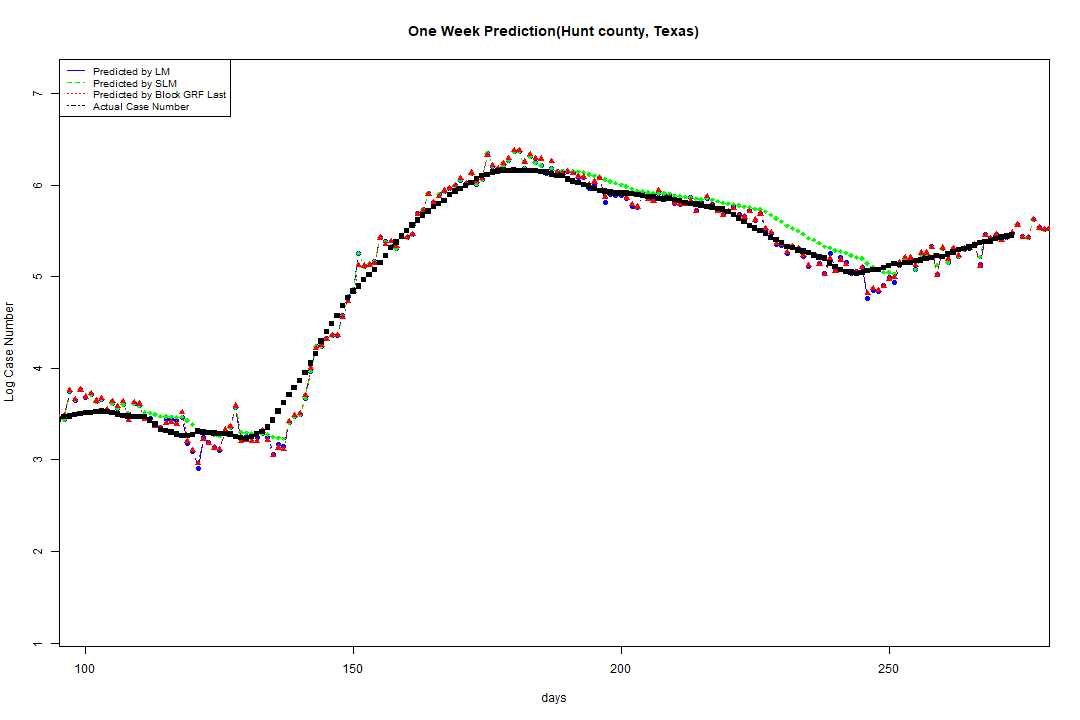 One Week Prediction(Hunt county, Texas)
Predicted by LM
Predicted by SLM
Predicted by Block GRF Last
Actual Case Number
7
6
5
4
3
2
1
Log Case Number
100
150
200
250
days